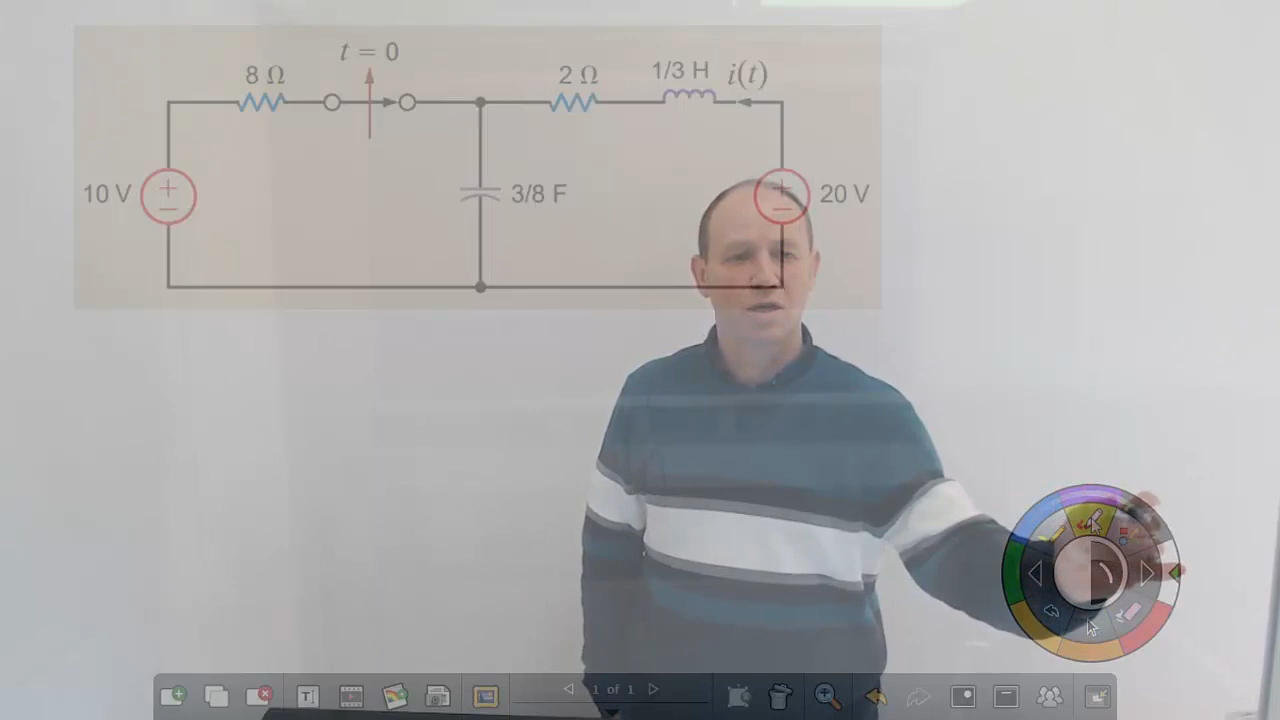 t = 0
8 Ω
2 Ω
1/3 H
i(t)
10 V
3/8 F
20 V
1 of 1